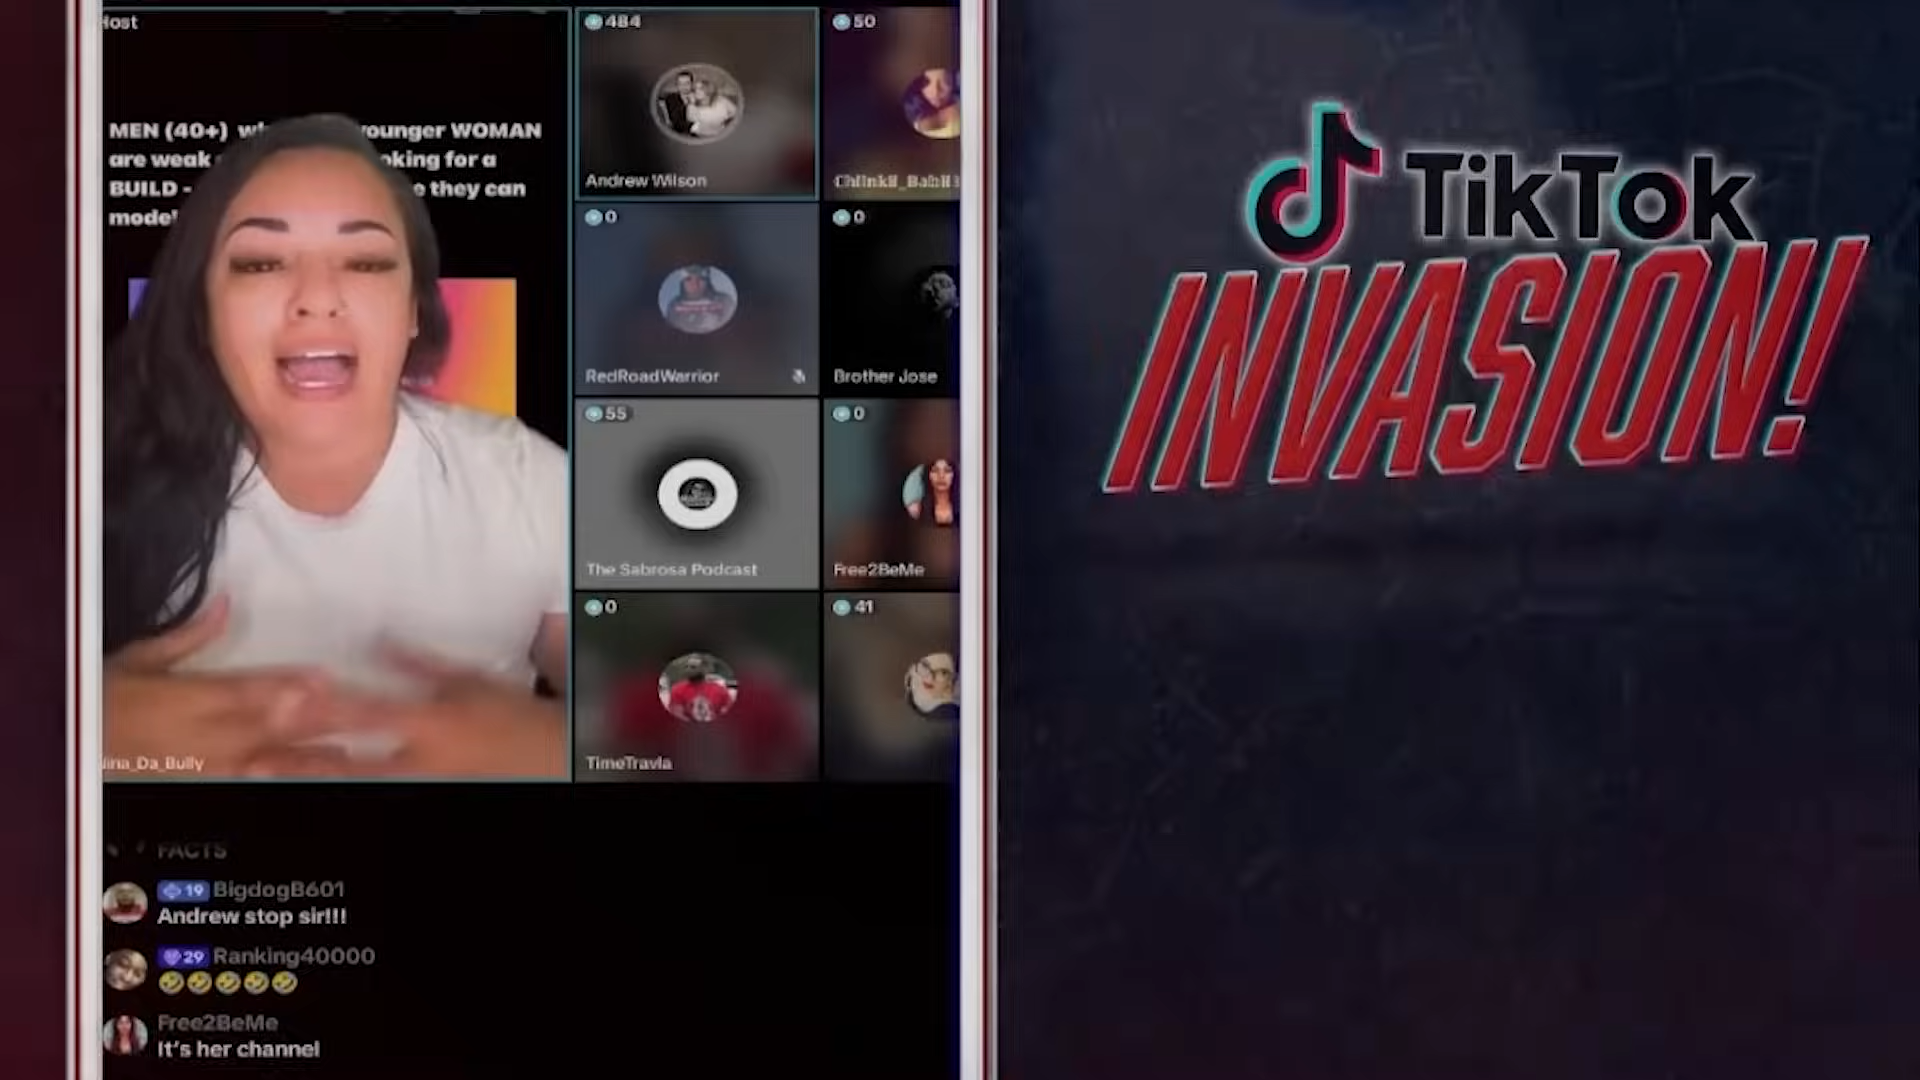 Host
MEN (40+) younger WOMAN
are weak for a
BUILD - they can
484
Andrew Wilson
50
0
RedRoadWarrior
0
Brother Jose
55
The Sabrosa Podcast
0
Free2BeMe
0
TimeTravla
41
ina_Da_Bully
FACTS
19 BigdogB601
Andrew stop sir!!!
29 Ranking40000
🤣🤣🤣🤣🤣
Free2BeMe
It's her channel
TikTok
INVASION!